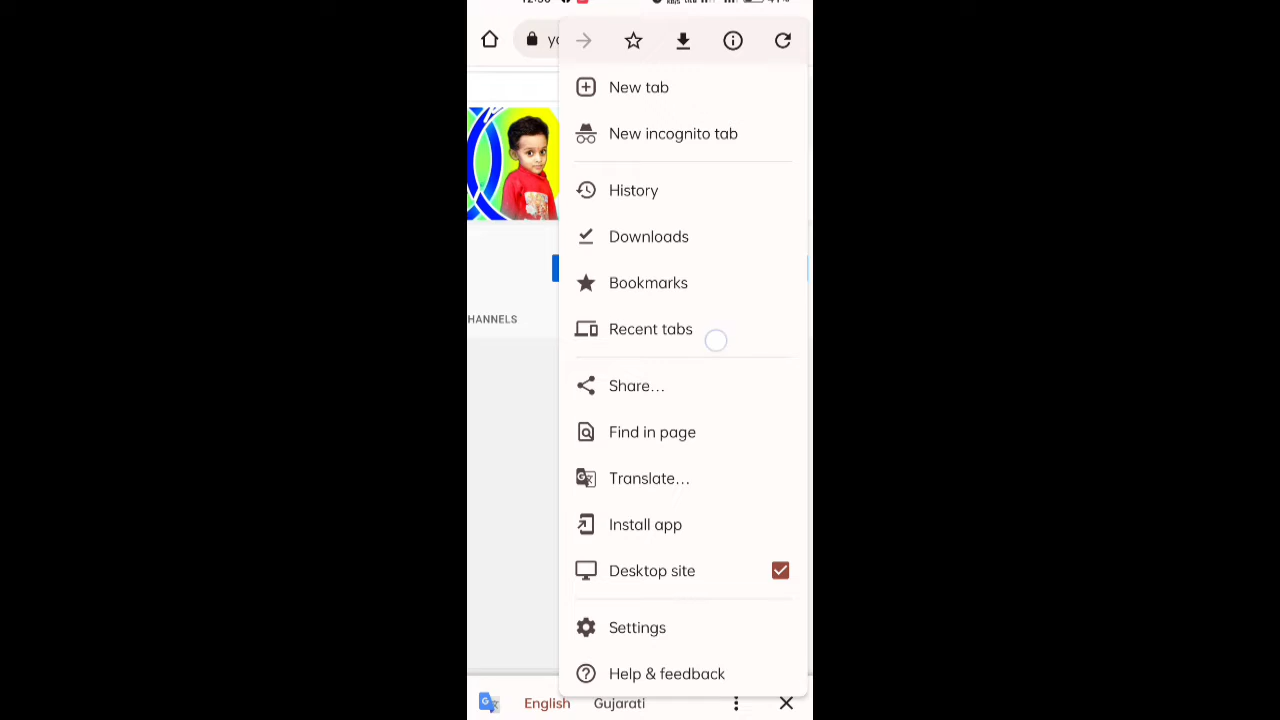 New tab
New incognito tab
History
Downloads
Bookmarks
Recent tabs
HANNELS
Share...
Find in page
Translate...
Install app
Desktop site
Settings
Help & feedback
English Gujarati